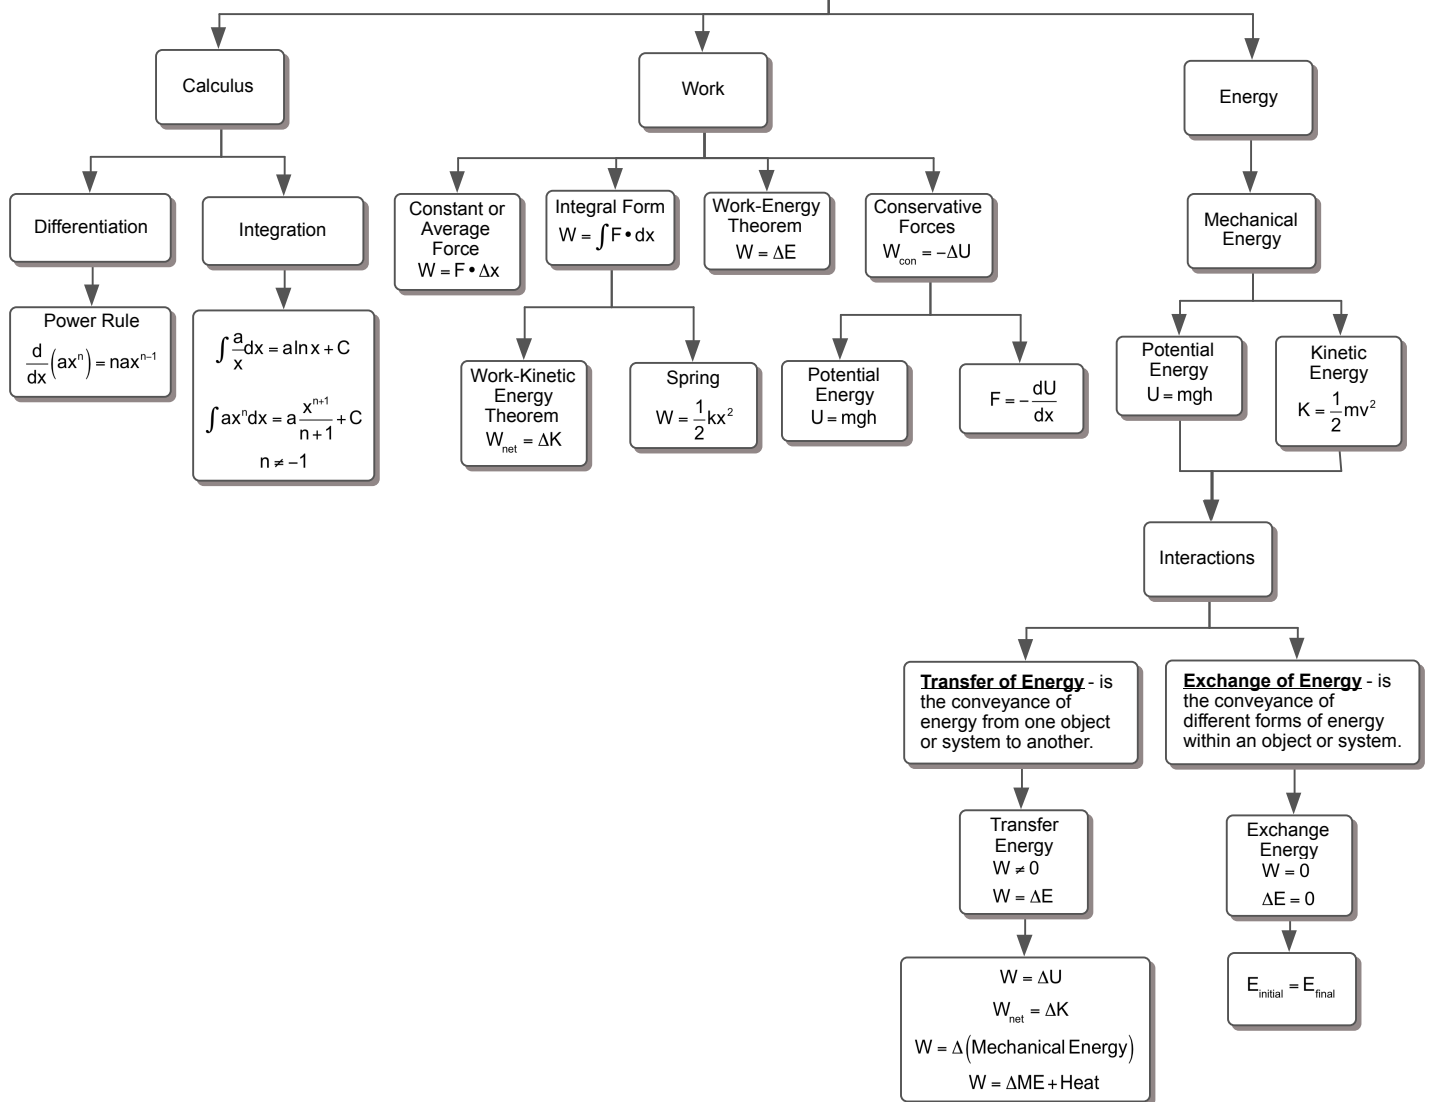 Calculus
Work
Energy
Differentiation
Integration
Constant or
Average
Force
W = F • Δx
Integral Form
W = ∫ F • dx
Work-Energy
Theorem
W = ΔE
Conservative
Forces
W_con = −ΔU
Mechanical
Energy
Power Rule
d/dx (ax^n) = nax^(n−1)
∫ a/x dx = a ln x + C
∫ ax^n dx = a x^(n+1)/(n+1) + C
n ≠ −1
Work-Kinetic
Energy
Theorem
W_net = ΔK
Spring
W = 1/2 kx²
Potential
Energy
U = mgh
F = − dU/dx
Potential
Energy
U = mgh
Kinetic
Energy
K = 1/2 mv²
Interactions
Transfer of Energy - is
the conveyance of
energy from one object
or system to another.
Exchange of Energy - is
the conveyance of
different forms of energy
within an object or system.
Transfer
Energy
W ≠ 0
W = ΔE
Exchange
Energy
W = 0
ΔE = 0
W = ΔU
W_net = ΔK
W = Δ(Mechanical Energy)
W = ΔME + Heat
E_initial = E_final